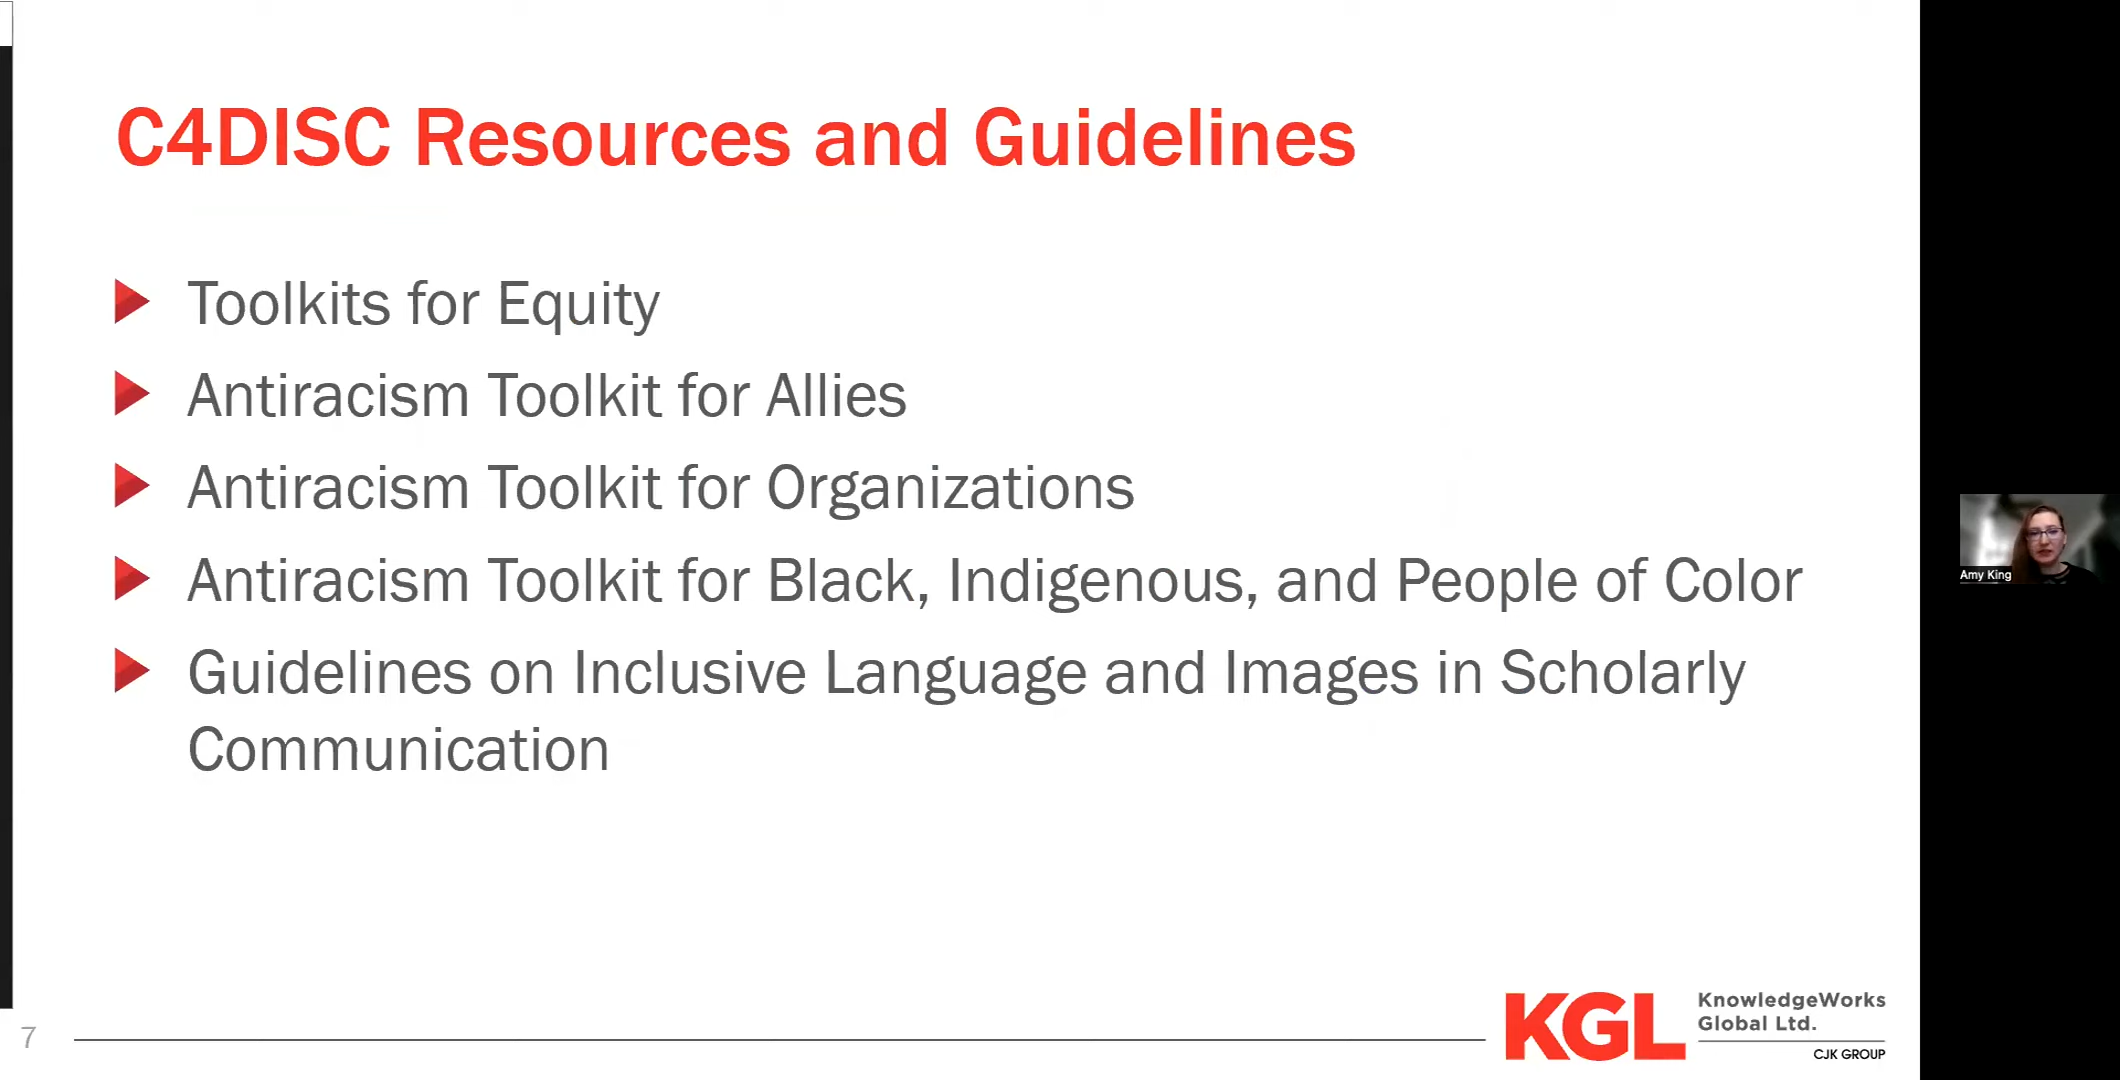 C4DISC Resources and Guidelines
Toolkits for Equity
Antiracism Toolkit for Allies
Antiracism Toolkit for Organizations
Antiracism Toolkit for Black, Indigenous, and People of Color
Guidelines on Inclusive Language and Images in Scholarly
Communication
Amy King
7
KGL
KnowledgeWorks
Global Ltd.
CJK GROUP